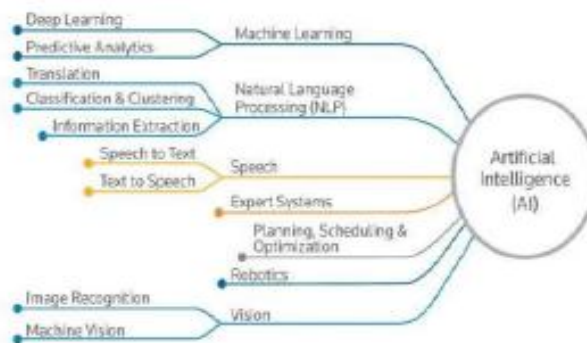 Deep Learning
Predictive Analytics
Machine Learning
Translation
Classification & Clustering
Information Extraction
Natural Language
Processing (NLP)
Speech to Text
Text to Speech
Speech
Expert Systems
Planning, Scheduling &
Optimization
Robotics
Image Recognition
Machine Vision
Vision
Artificial
Intelligence
(AI)